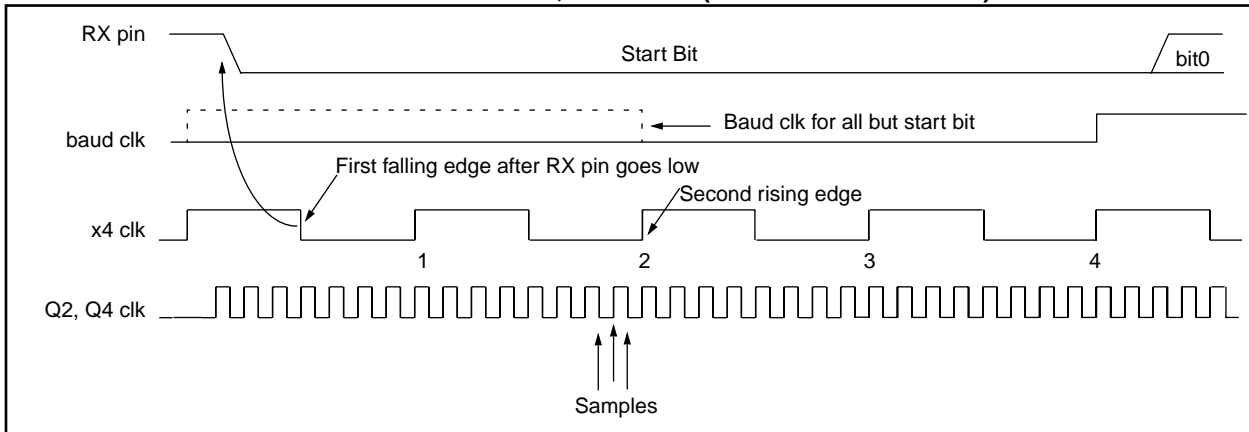 RX pin
Start Bit
bit0
baud clk
Baud clk for all but start bit
First falling edge after RX pin goes low
Second rising edge
x4 clk
1 2 3 4
Q2, Q4 clk
Samples